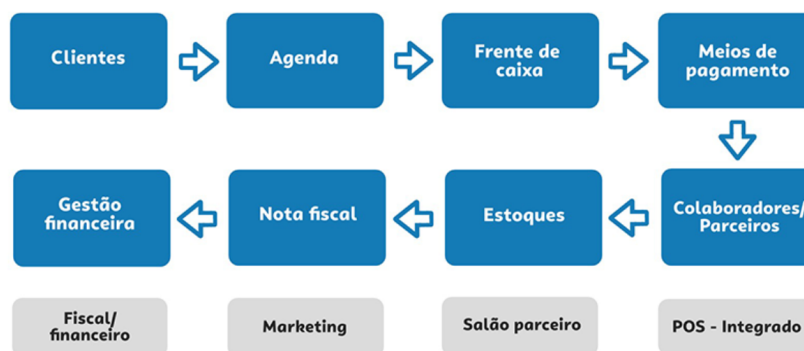 Clientes
Agenda
Frente de
caixa
Meios de
pagamento
Gestão
financeira
Nota fiscal
Estoques
Colaboradores/
Parceiros
Fiscal/
financeiro
Marketing
Salão parceiro
POS - Integrado